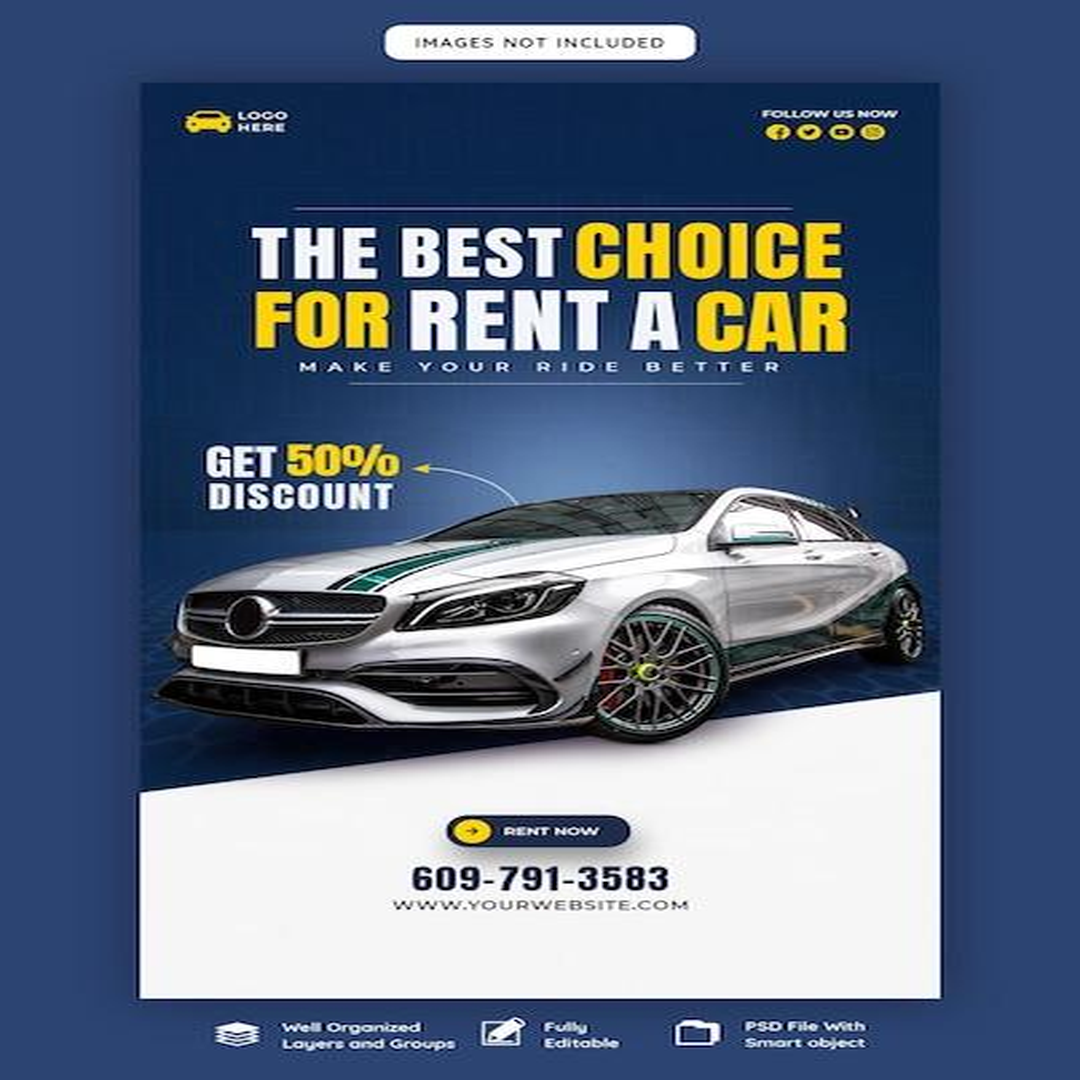 IMAGES NOT INCLUDED
LOGO
HERE
FOLLOW US NOW
THE BEST CHOICE
FOR RENT A CAR
MAKE YOUR RIDE BETTER
GET 50%
DISCOUNT
RENT NOW
609-791-3583
WWW.YOURWEBSITE.COM
Well Organized
Layers and Groups
Fully
Editable
PSD File With
Smart object